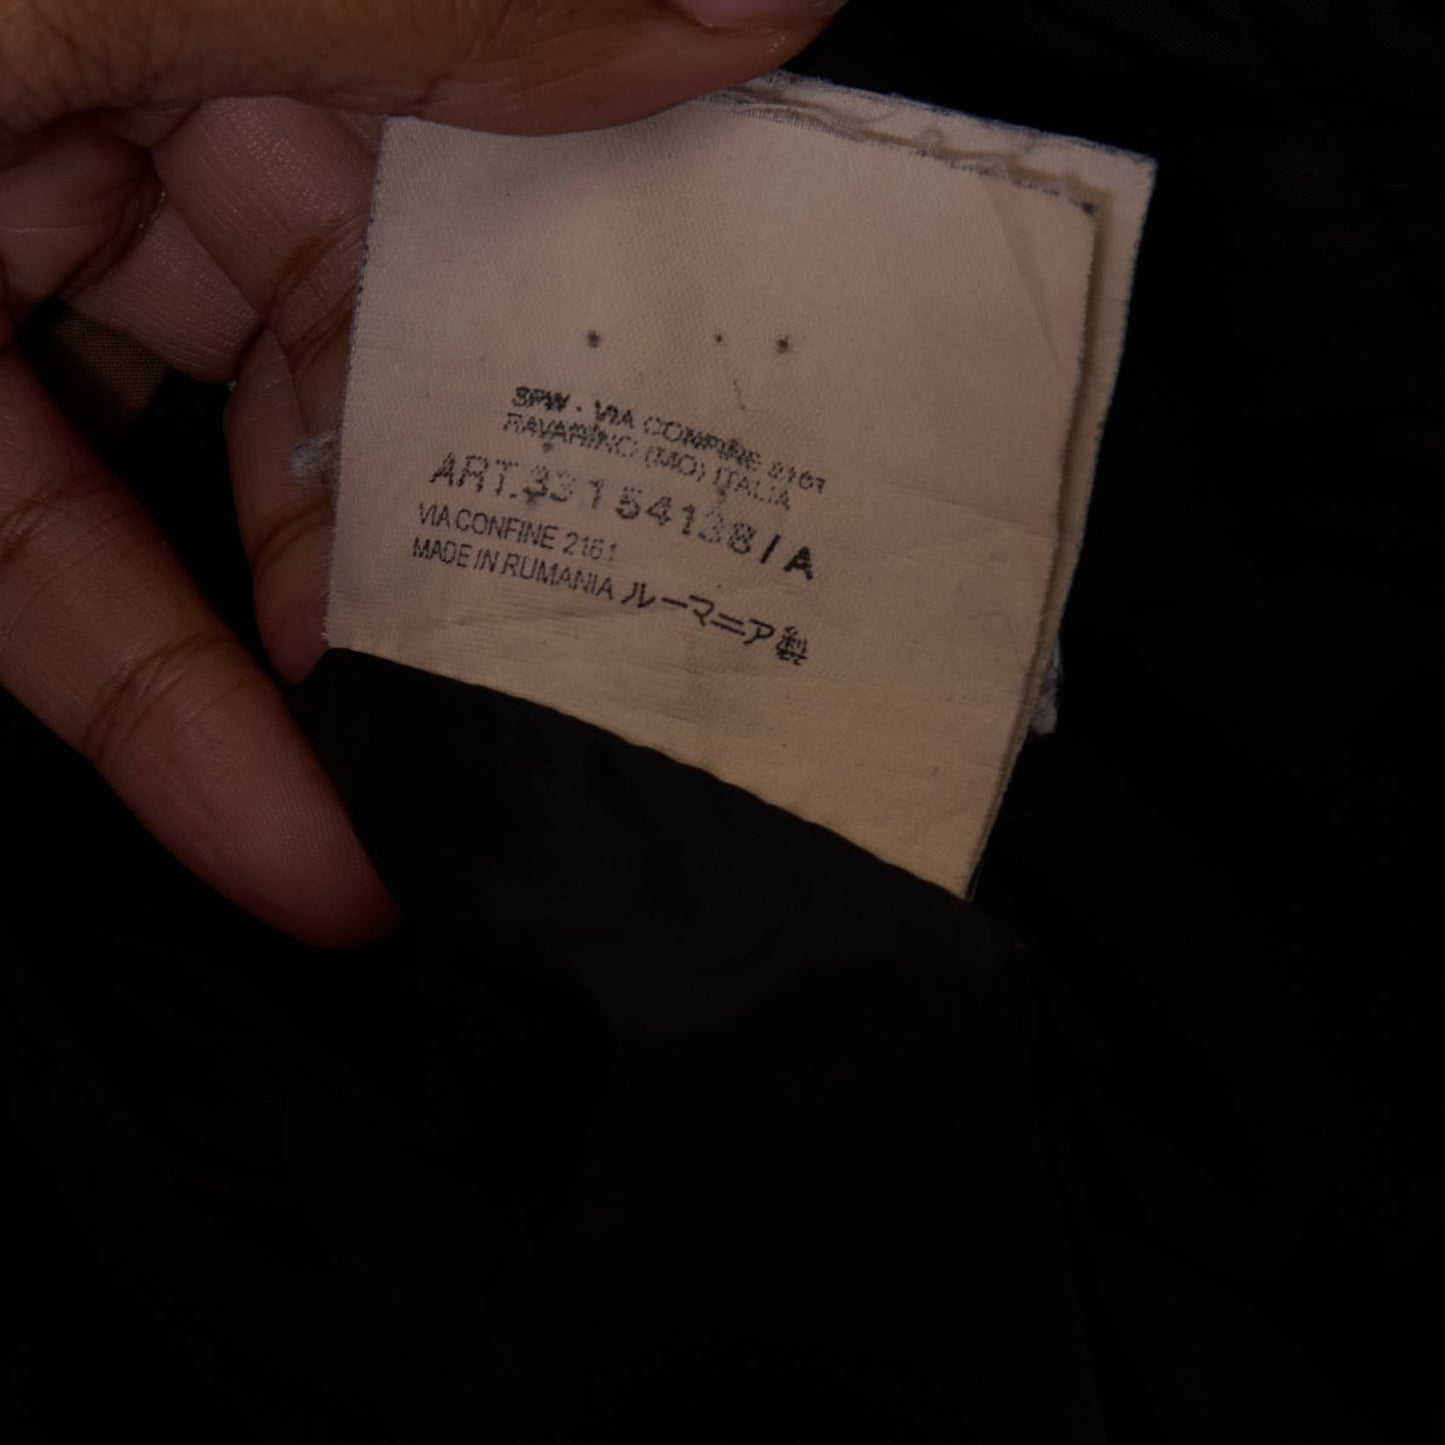 SPW - VIA CONFINE 2161
RAVARINO (MO) ITALIA
ART.33154138/A
VIA CONFINE 2161
MADE IN RUMANIA ルーマニア製